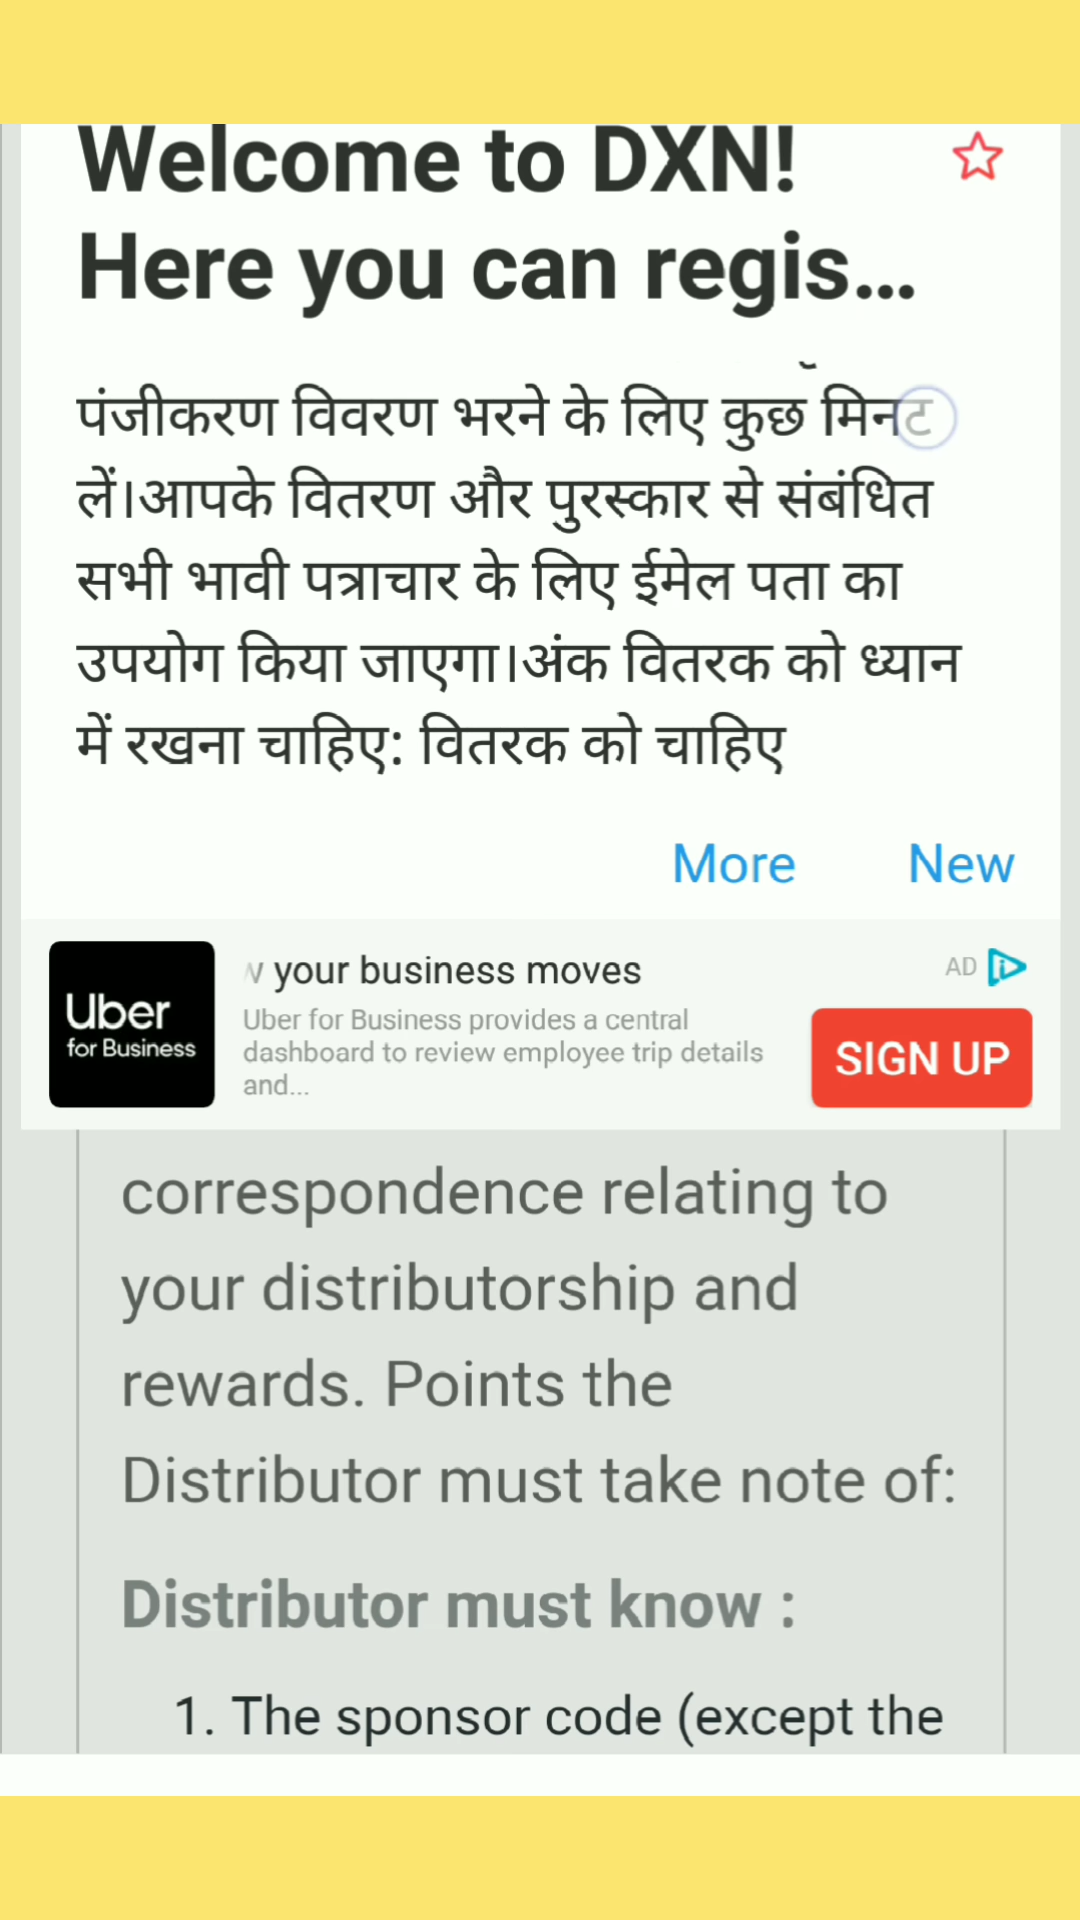 Welcome to DXN!
Here you can regis...
पंजीकरण विवरण भरने के लिए कुछ मिनट
लें।आपके वितरण और पुरस्कार से संबंधित
सभी भावी पत्राचार के लिए ईमेल पता का
उपयोग किया जाएगा।अंक वितरक को ध्यान
में रखना चाहिए: वितरक को चाहिए
More New
Uber
for Business
your business moves
AD
Uber for Business provides a central
dashboard to review employee trip details
and...
SIGN UP
correspondence relating to
your distributorship and
rewards. Points the
Distributor must take note of:
Distributor must know :
1. The sponsor code (except the